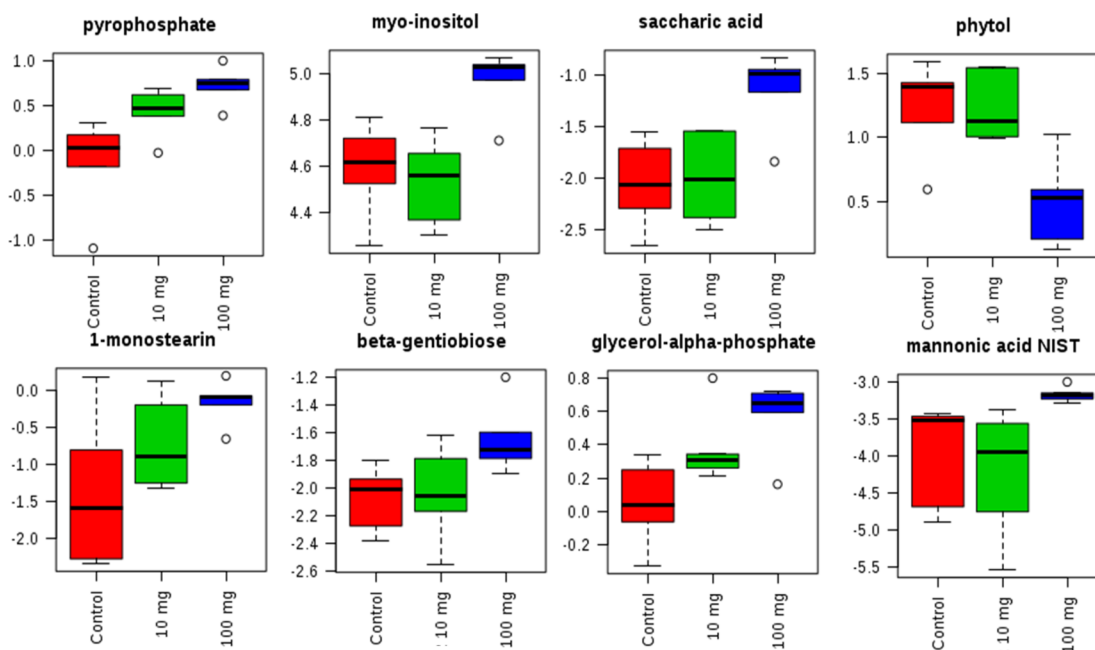 pyrophosphate
1.0
0.5
0.0
-0.5
-1.0
Control
10 mg
100 mg
myo-inositol
5.0
4.8
4.6
4.4
Control
10 mg
100 mg
saccharic acid
-1.0
-1.5
-2.0
-2.5
Control
10 mg
100 mg
phytol
1.5
1.0
0.5
Control
10 mg
100 mg
1-monostearin
0.0
-0.5
-1.0
-1.5
-2.0
Control
10 mg
100 mg
beta-gentiobiose
-1.2
-1.4
-1.6
-1.8
-2.0
-2.2
-2.4
-2.6
Control
10 mg
100 mg
glycerol-alpha-phosphate
0.8
0.6
0.4
0.2
0.0
-0.2
Control
10 mg
100 mg
mannonic acid NIST
-3.0
-3.5
-4.0
-4.5
-5.0
-5.5
Control
10 mg
100 mg